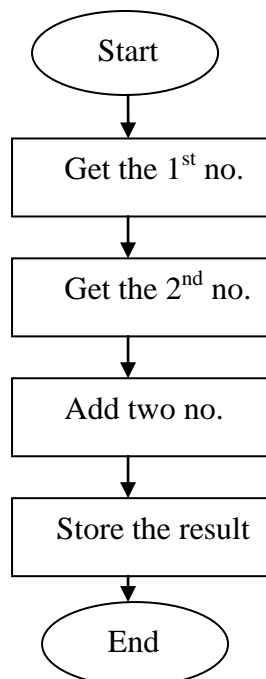 Start
Get the 1st no.
Get the 2nd no.
Add two no.
Store the result
End